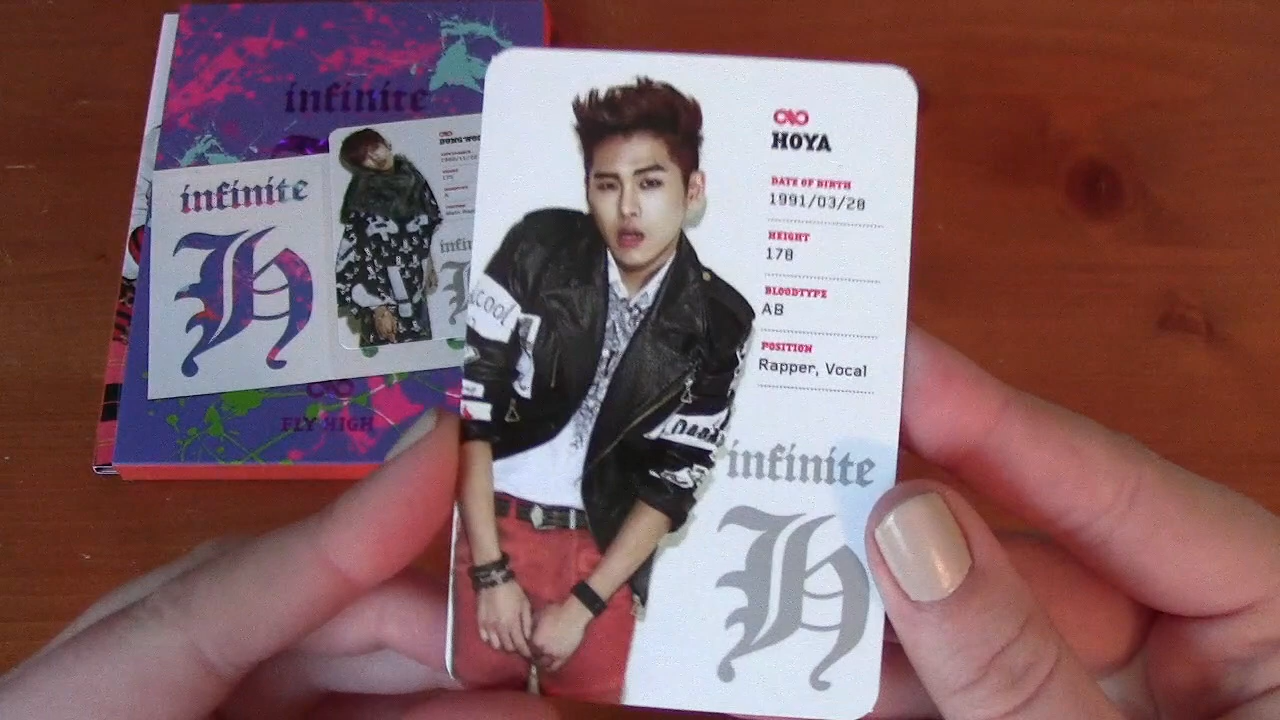 infinite
FLY HIGH
infinite
H
infinite
HOYA
DATE OF BIRTH
1991/03/28
HEIGHT
178
BLOODTYPE
AB
POSITION
Rapper, Vocal
infinite
H